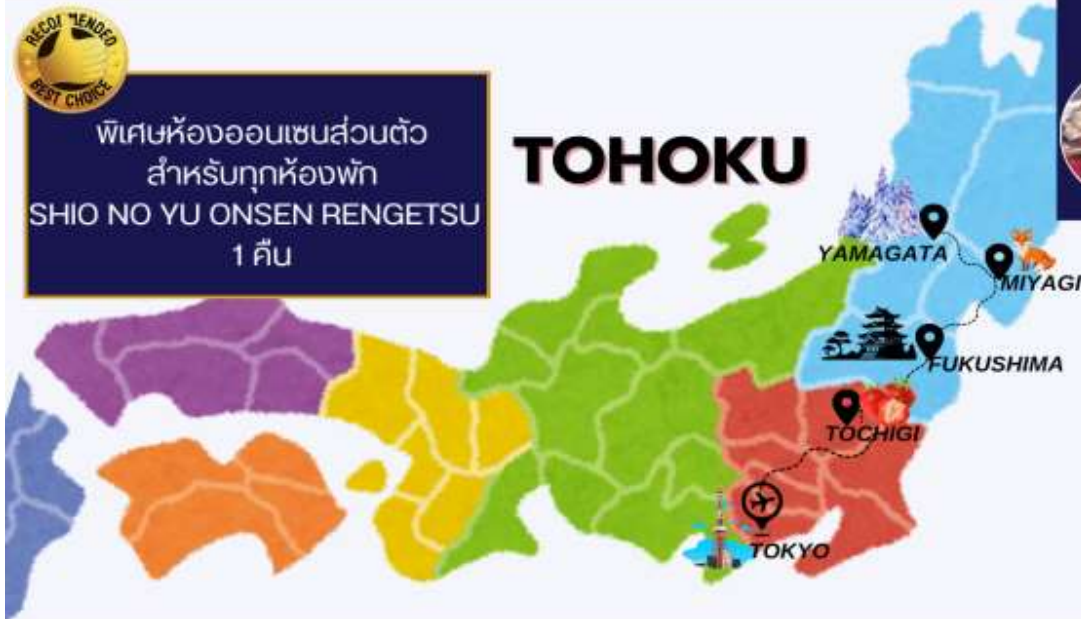 RECOMMENDED
BEST CHOICE
พิเศษห้องออนเซนส่วนตัว
สำหรับทุกห้องพัก
SHIO NO YU ONSEN RENGETSU
1 คืน
TOHOKU
YAMAGATA
MIYAGI
FUKUSHIMA
TOCHIGI
TOKYO